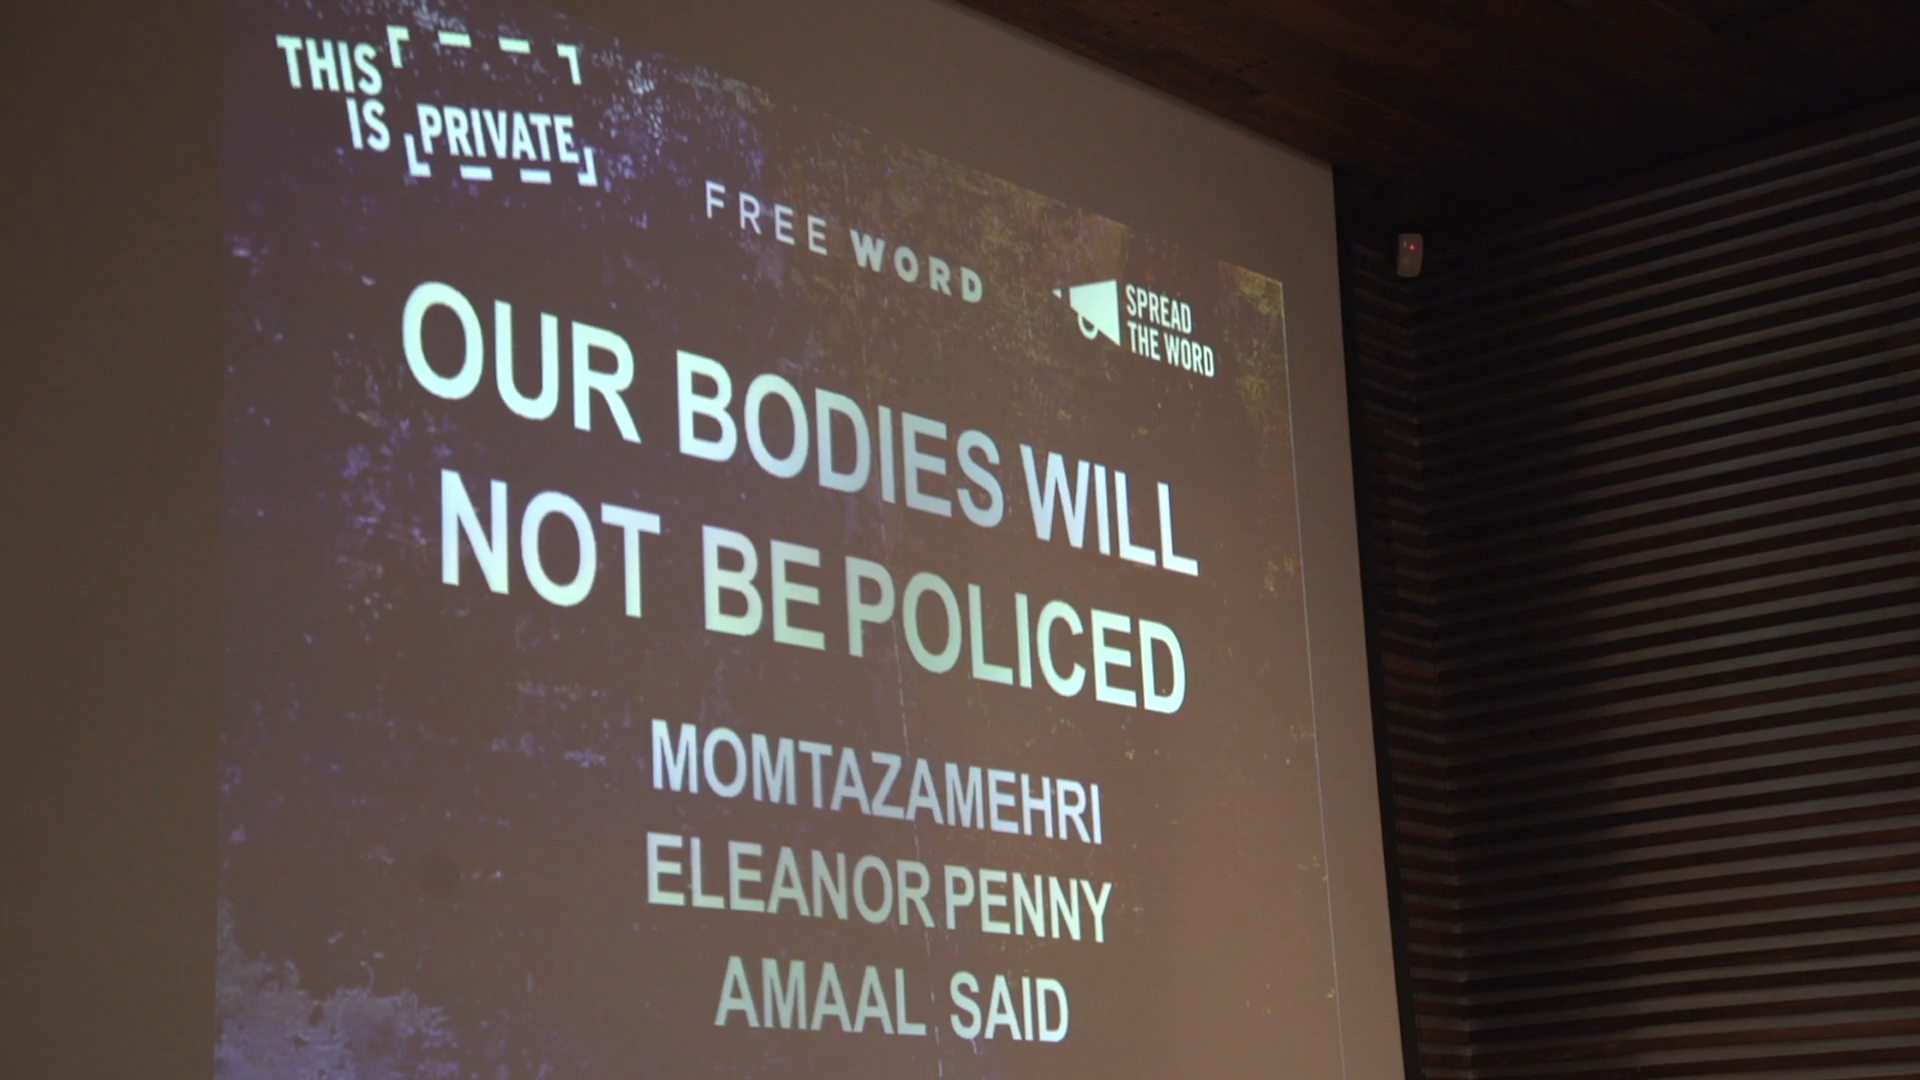 THIS
IS PRIVATE
FREE WORD
SPREAD
THE WORD
OUR BODIES WILL
NOT BE POLICED
MOMTAZAMEHRI
ELEANOR PENNY
AMAAL SAID